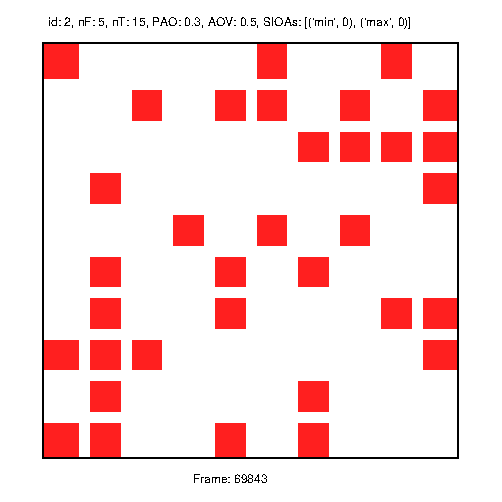 id: 2, nF: 5, nT: 15, PAO: 0.3, AOV: 0.5, SIOAs: [('min', 0), ('max', 0)]
Frame: 69843